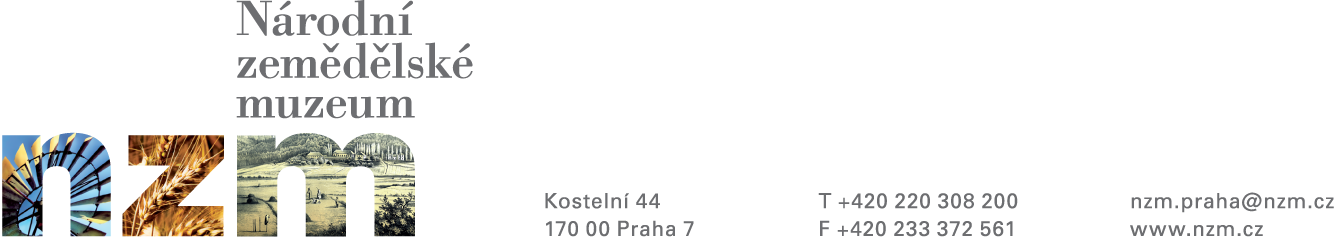 Národní
zemědělské
muzeum
nzm
Kostelní 44
170 00 Praha 7
T +420 220 308 200
F +420 233 372 561
nzm.praha@nzm.cz
www.nzm.cz